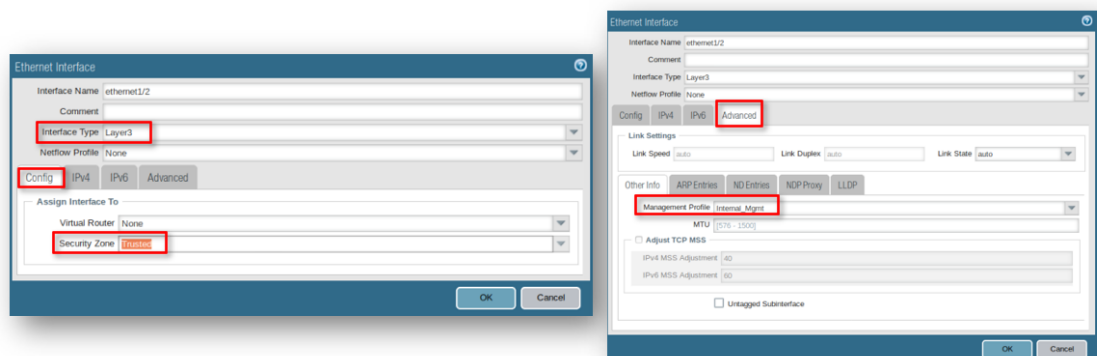 Ethernet Interface
Interface Name ethernet1/2
Comment
Interface Type Layer3
Netflow Profile None
Config IPv4 IPv6 Advanced
Assign Interface To
Virtual Router None
Security Zone Trusted
OK Cancel
Ethernet Interface
Interface Name ethernet1/2
Comment
Interface Type Layer3
Netflow Profile None
Config IPv4 IPv6 Advanced
Link Settings
Link Speed auto Link Duplex auto Link State auto
Other Info ARP Entries ND Entries NDP Proxy LLDP
Management Profile Internal_Mgmt
MTU [576 - 1500]
Adjust TCP MSS
IPv4 MSS Adjustment 40
IPv6 MSS Adjustment 60
Untagged Subinterface
OK Cancel